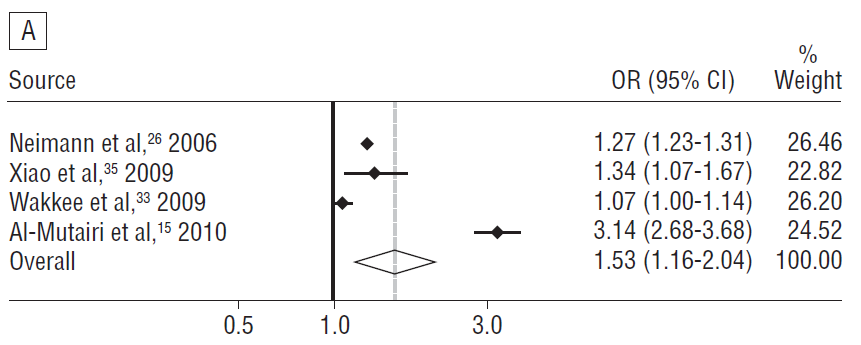 A
%
Source OR (95% CI) Weight
Neimann et al,26 2006 1.27 (1.23-1.31) 26.46
Xiao et al,35 2009 1.34 (1.07-1.67) 22.82
Wakkee et al,33 2009 1.07 (1.00-1.14) 26.20
Al-Mutairi et al,15 2010 3.14 (2.68-3.68) 24.52
Overall 1.53 (1.16-2.04) 100.00
0.5 1.0 3.0